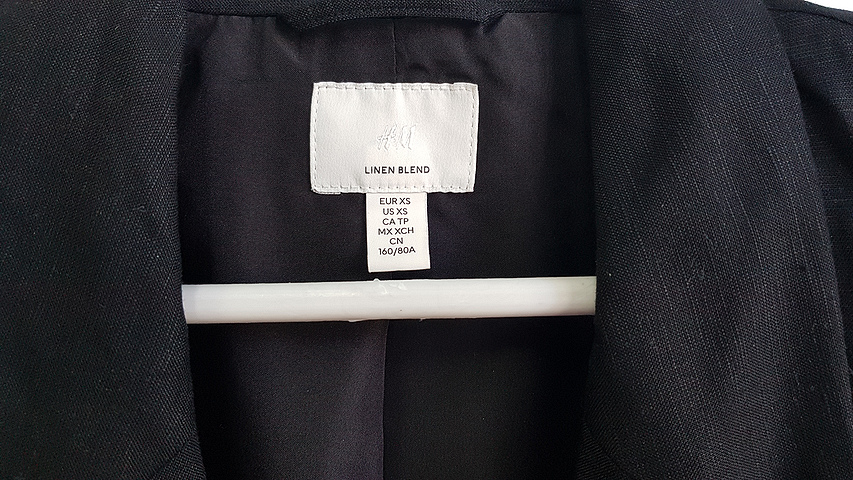 H&M
LINEN BLEND
EUR XS
US XS
CA TP
MX XCH
CN
160/80A